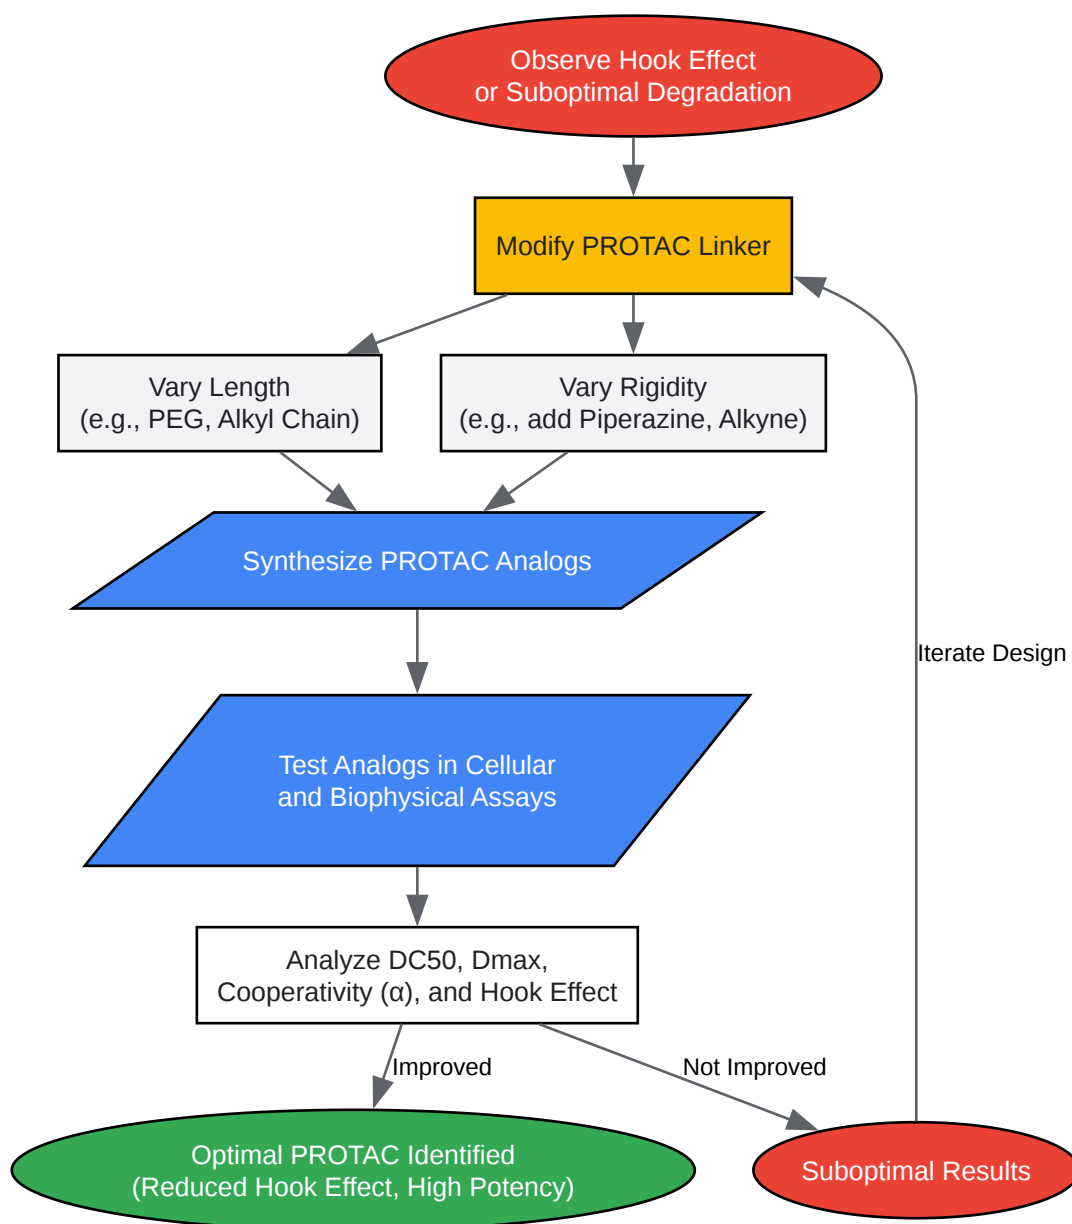 Observe Hook Effect
or Suboptimal Degradation
Modify PROTAC Linker
Vary Length
(e.g., PEG, Alkyl Chain)
Vary Rigidity
(e.g., add Piperazine, Alkyne)
Synthesize PROTAC Analogs
Iterate Design
Test Analogs in Cellular
and Biophysical Assays
Analyze DC50, Dmax,
Cooperativity (α), and Hook Effect
Improved
Not Improved
Optimal PROTAC Identified
(Reduced Hook Effect, High Potency)
Suboptimal Results